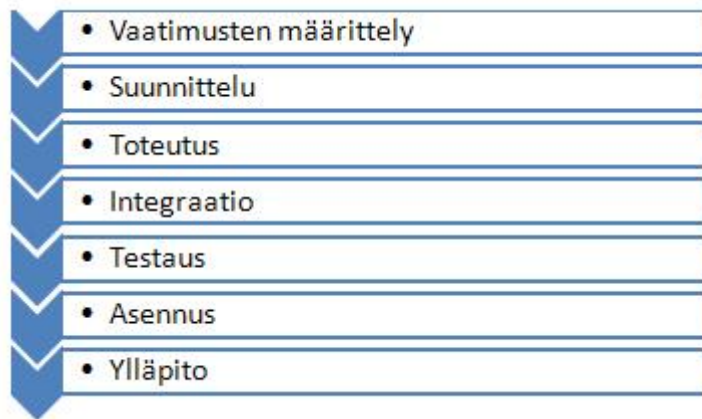 • Vaatimusten määrittely
• Suunnittelu
• Toteutus
• Integraatio
• Testaus
• Asennus
• Ylläpito